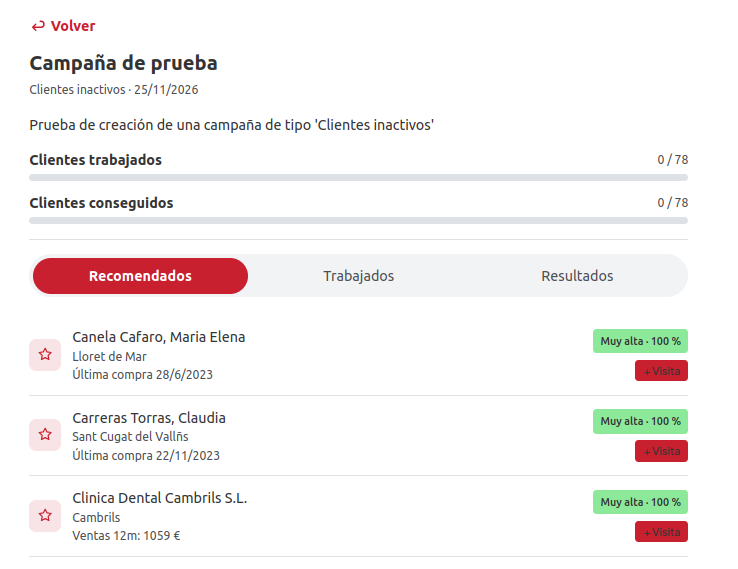 Volver
Campaña de prueba
Clientes inactivos · 25/11/2026
Prueba de creación de una campaña de tipo 'Clientes inactivos'
Clientes trabajados 0 / 78
Clientes conseguidos 0 / 78
Recomendados Trabajados Resultados
Canela Cafaro, Maria Elena Muy alta · 100 %
Lloret de Mar
Última compra 28/6/2023 +Visita
Carreras Torras, Claudia Muy alta · 100 %
Sant Cugat del Vallñs
Última compra 22/11/2023 +Visita
Clinica Dental Cambrils S.L. Muy alta · 100 %
Cambrils
Ventas 12m: 1059 € +Visita